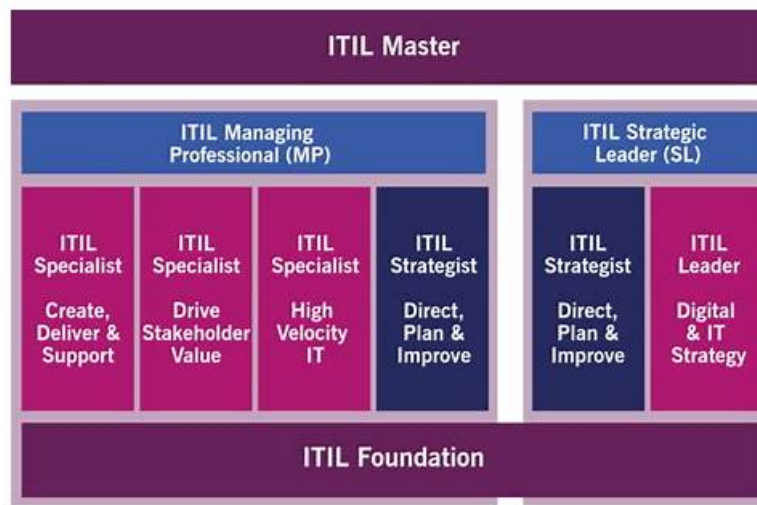 ITIL Master
ITIL Managing
Professional (MP)
ITIL Strategic
Leader (SL)
ITIL
Specialist
Create,
Deliver &
Support
ITIL
Specialist
Drive
Stakeholder
Value
ITIL
Specialist
High
Velocity
IT
ITIL
Strategist
Direct,
Plan &
Improve
ITIL
Strategist
Direct,
Plan &
Improve
ITIL
Leader
Digital
& IT
Strategy
ITIL Foundation